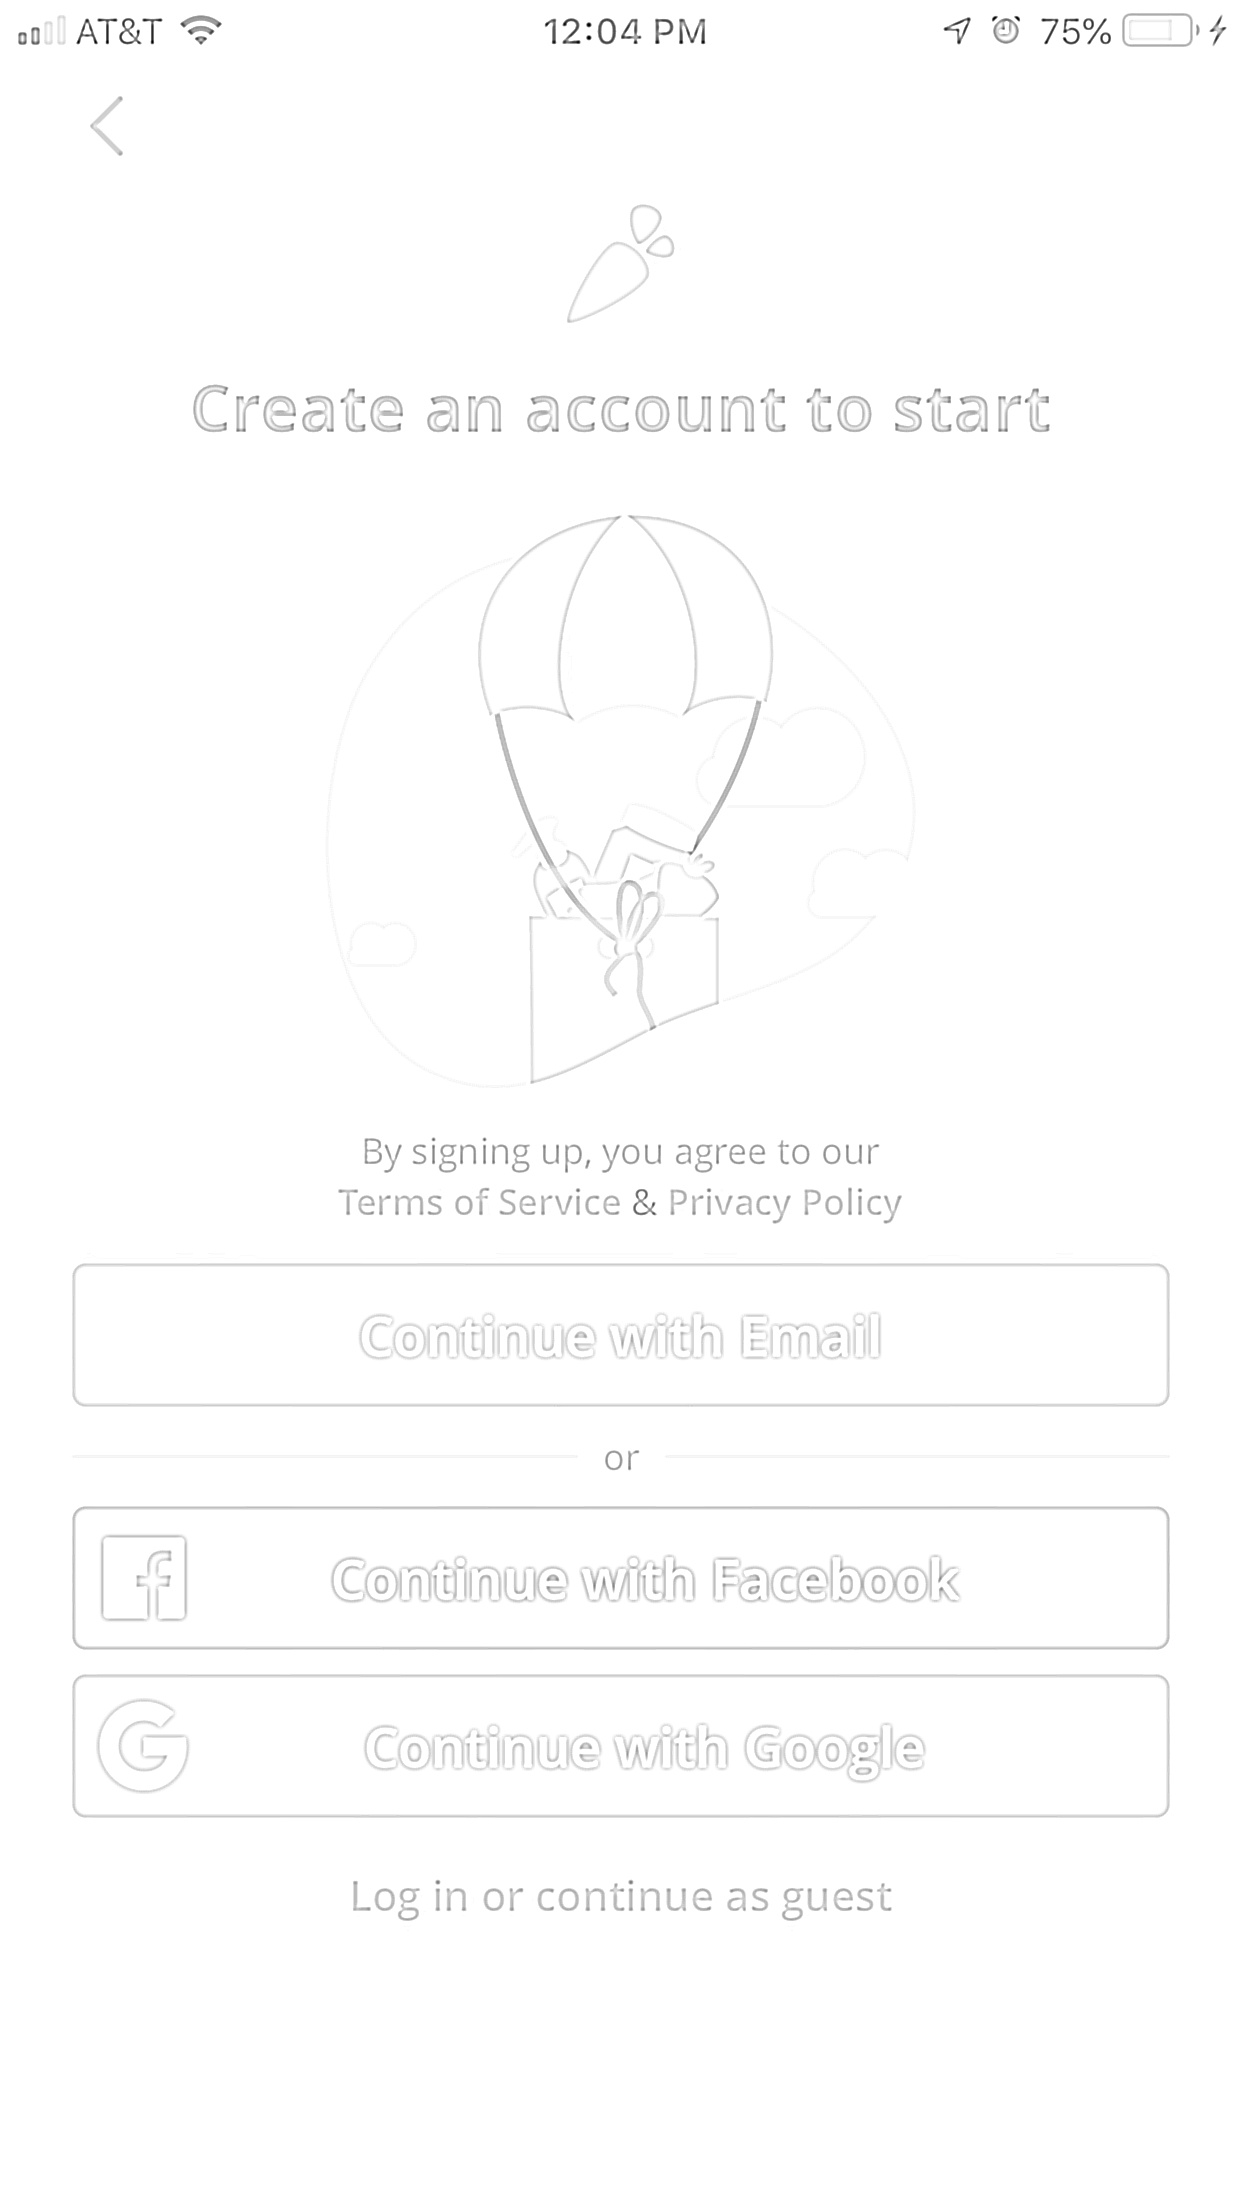 AT&T 12:04 PM 75%
Create an account to start
By signing up, you agree to our
Terms of Service & Privacy Policy
Continue with Email
or
Continue with Facebook
Continue with Google
Log in or continue as guest